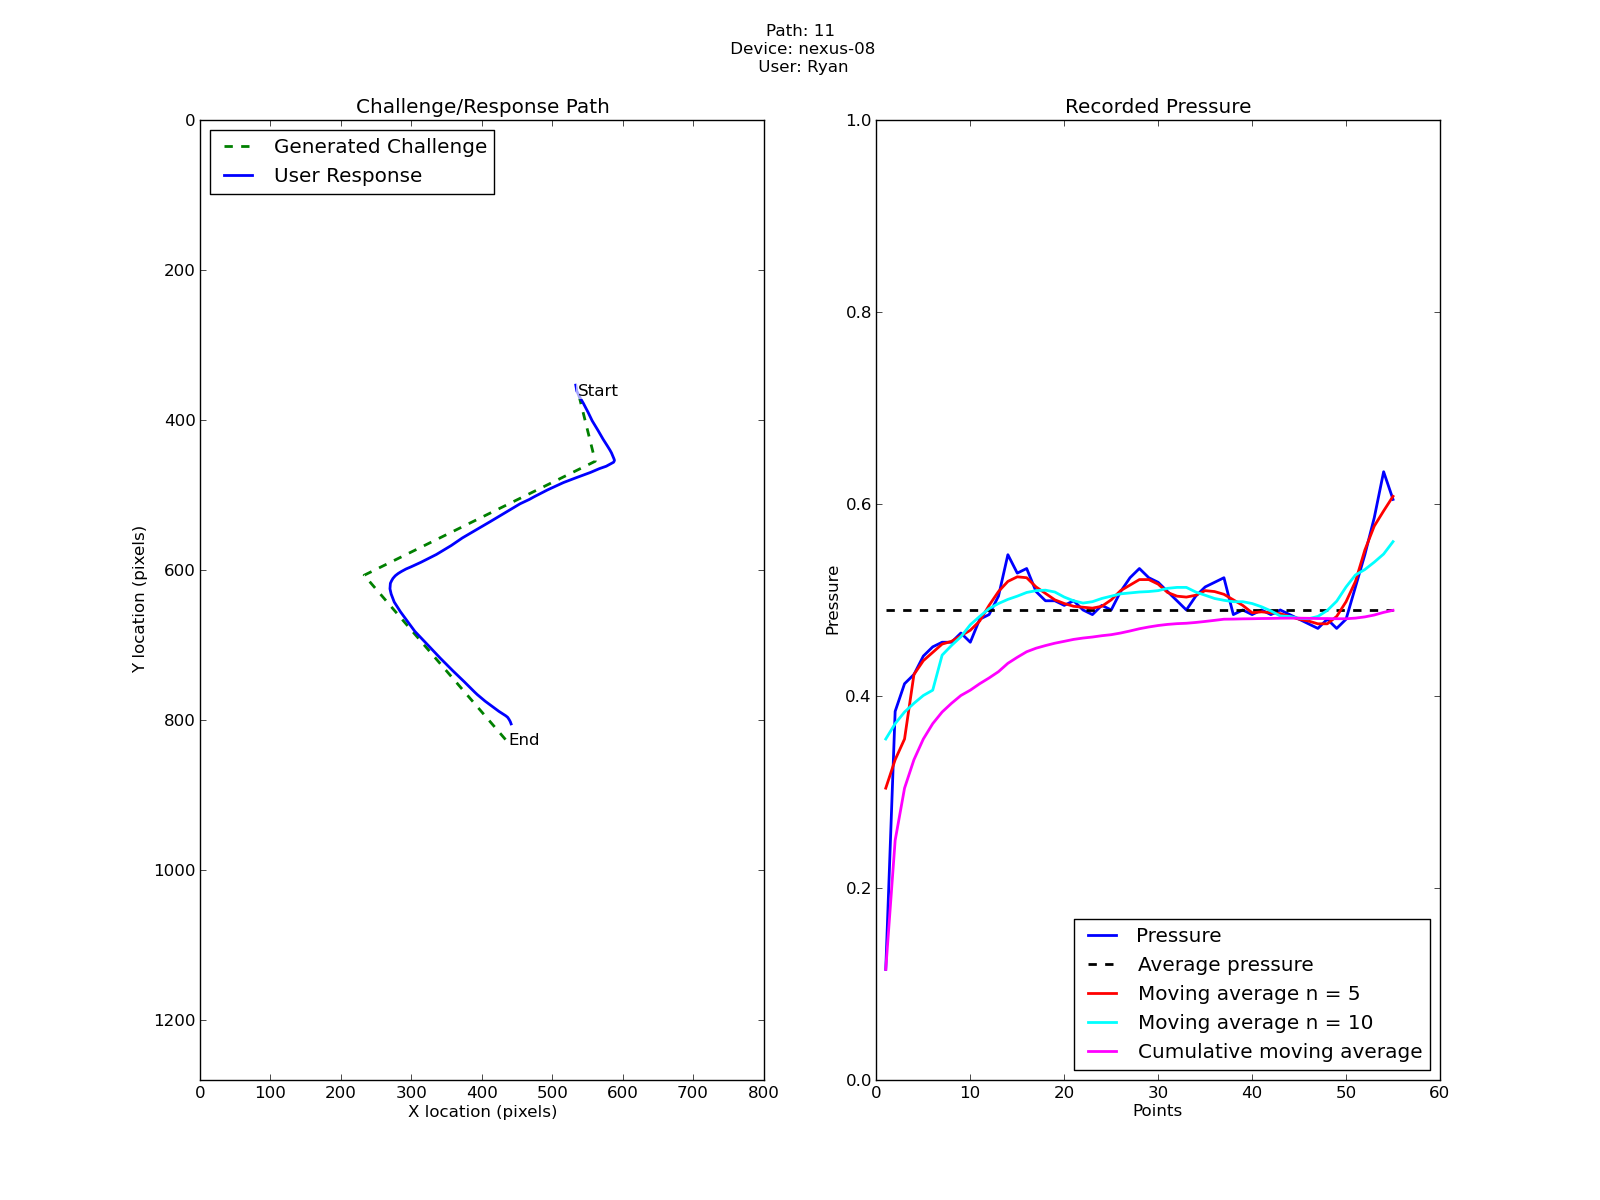 Path: 11
Device: nexus-08
User: Ryan
Challenge/Response Path
Generated Challenge
User Response
0
200
400
600
800
1000
1200
Y location (pixels)
Start
End
0 100 200 300 400 500 600 700 800
X location (pixels)
Recorded Pressure
1.0
0.8
0.6
0.4
0.2
0.0
Pressure
Pressure
Average pressure
Moving average n = 5
Moving average n = 10
Cumulative moving average
0 10 20 30 40 50 60
Points